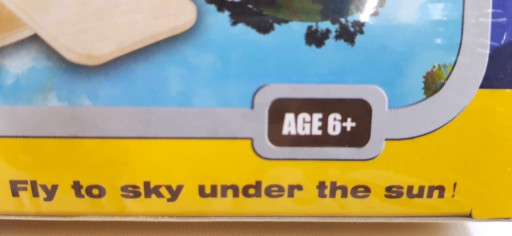 AGE 6+
Fly to sky under the sun!